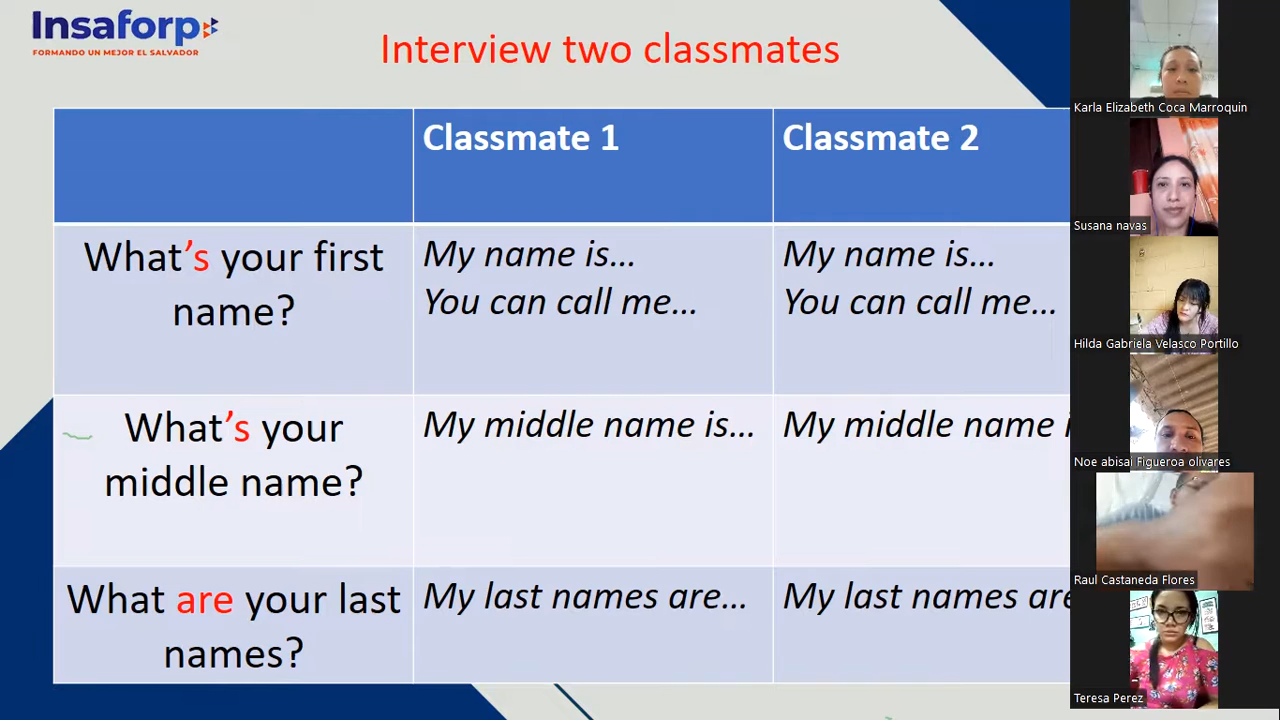 Insaforp
FORMANDO UN MEJOR EL SALVADOR
Interview two classmates
Classmate 1
Classmate 2
What's your first
name?
My name is...
You can call me...
My name is...
You can call me...
What's your
middle name?
My middle name is...
My middle name
What are your last
names?
My last names are...
My last names are
Karla Elizabeth Coca Marroquin
Susana navas
Hilda Gabriela Velasco Portillo
Noe abisai Figueroa olivares
Raul Castaneda Flores
Teresa Perez